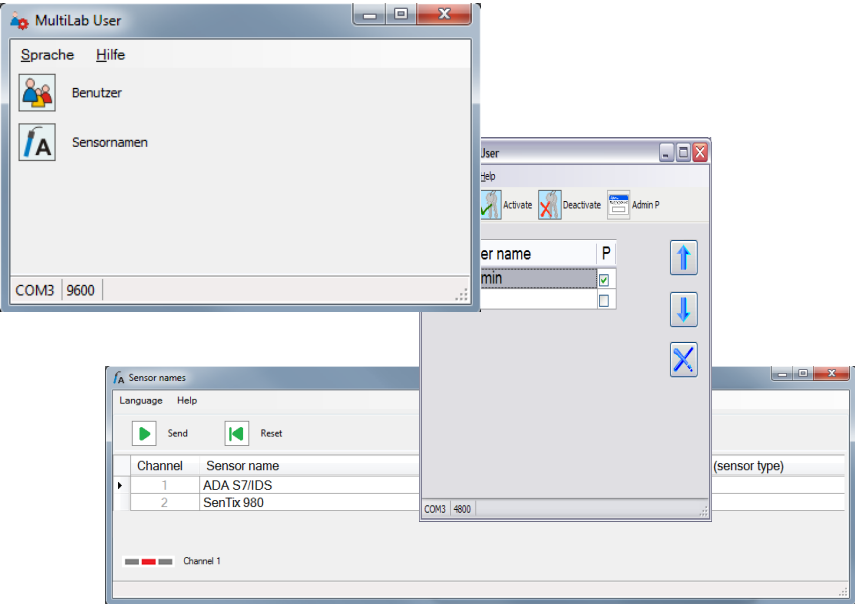 MultiLab User
Sprache Hilfe
Benutzer
A
Sensornamen
COM3 9600
User
Help
Activate Deactivate Admin P
er name P
min
COM3 4800
A Sensor names
Language Help
Send Reset
Channel Sensor name (sensor type)
1 ADA S7/IDS
2 SenTix 980
Channel 1